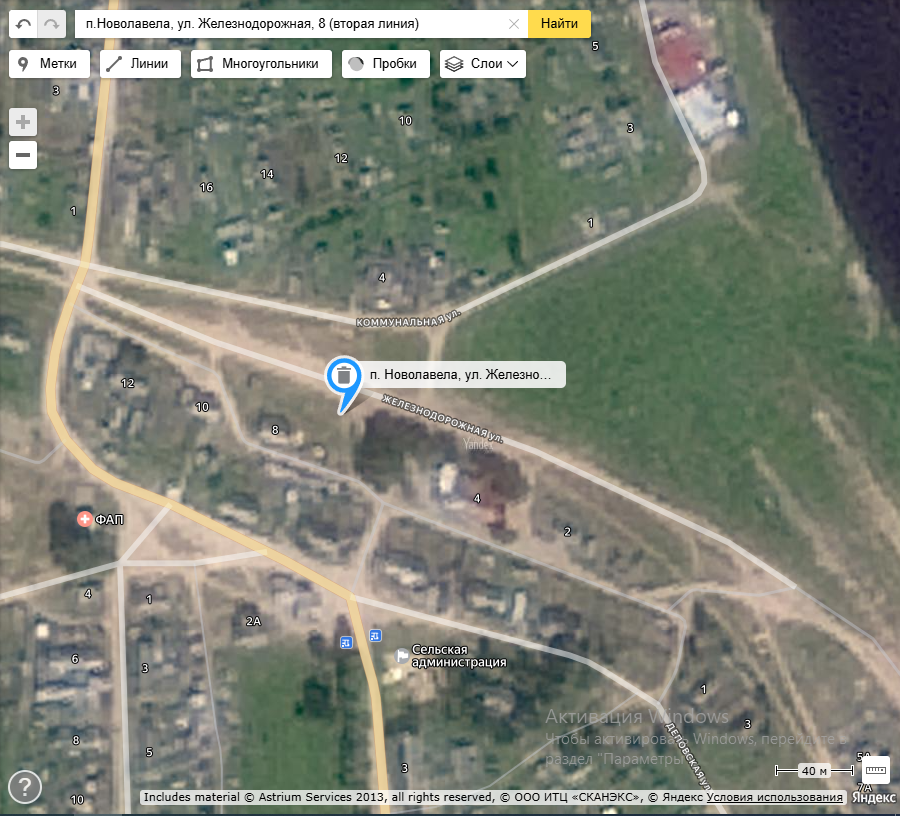 п.Новолавела, ул. Железнодорожная, 8 (вторая линия)
Найти
Метки
Линии
Многоугольники
Пробки
Слои
5
3
10
3
12
14
16
1
1
4
КОММУНАЛЬНАЯ ул.
п. Новолавела, ул. Железно...
12
ЖЕЛЕЗНОДОРОЖНАЯ ул.
10
8
Yandex
4
ФАП
2
4
1
2А
Сельская
администрация
6
3
1
Активация Windows
3
Чтобы активировать Windows, перейдите в
раздел "Параметры
ДЕПОВСКАЯ ул.
8
5
5А
3
40 м
7А
?
10
Includes material © Astrium Services 2013, all rights reserved, © ООО ИТЦ «СКАНЭКС», © Яндекс Условия использования
Яндекс